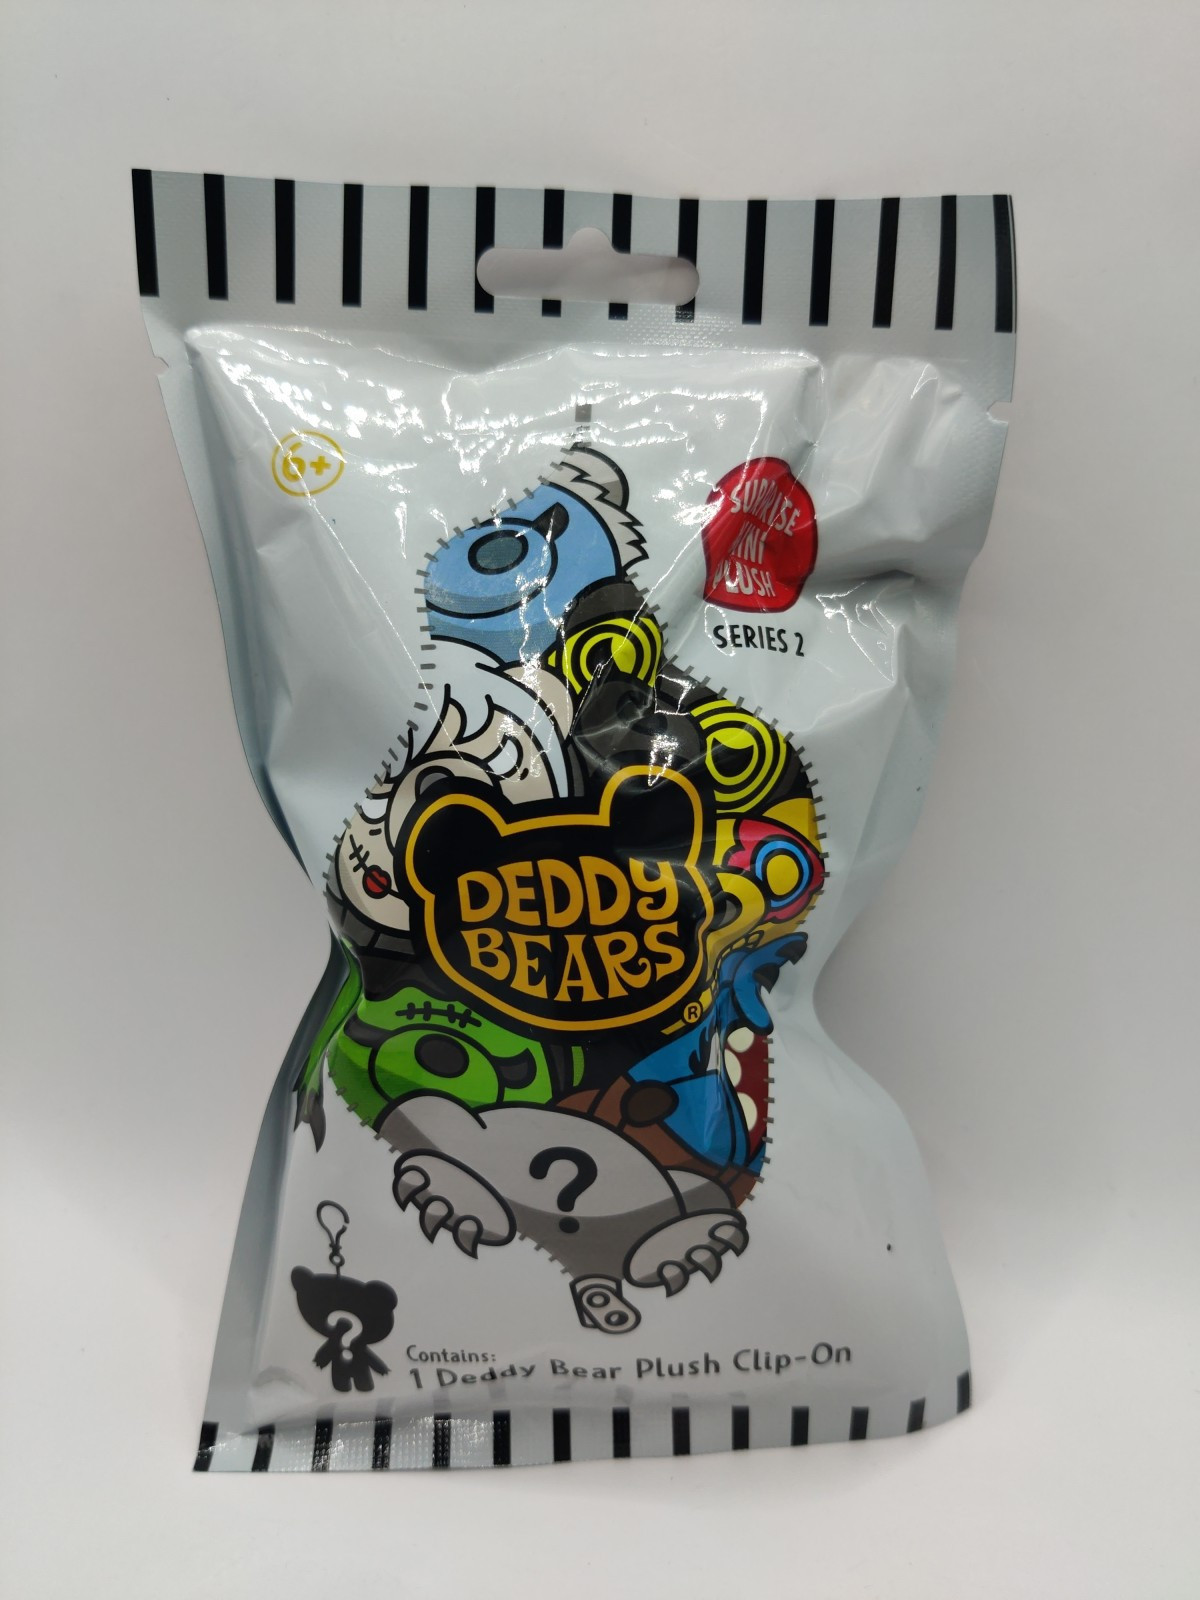 6+
SURPRISE
MINI
PLUSH
SERIES 2
DEDDY
BEARS
®
?
?
Contains:
1 Deddy Bear Plush Clip-On